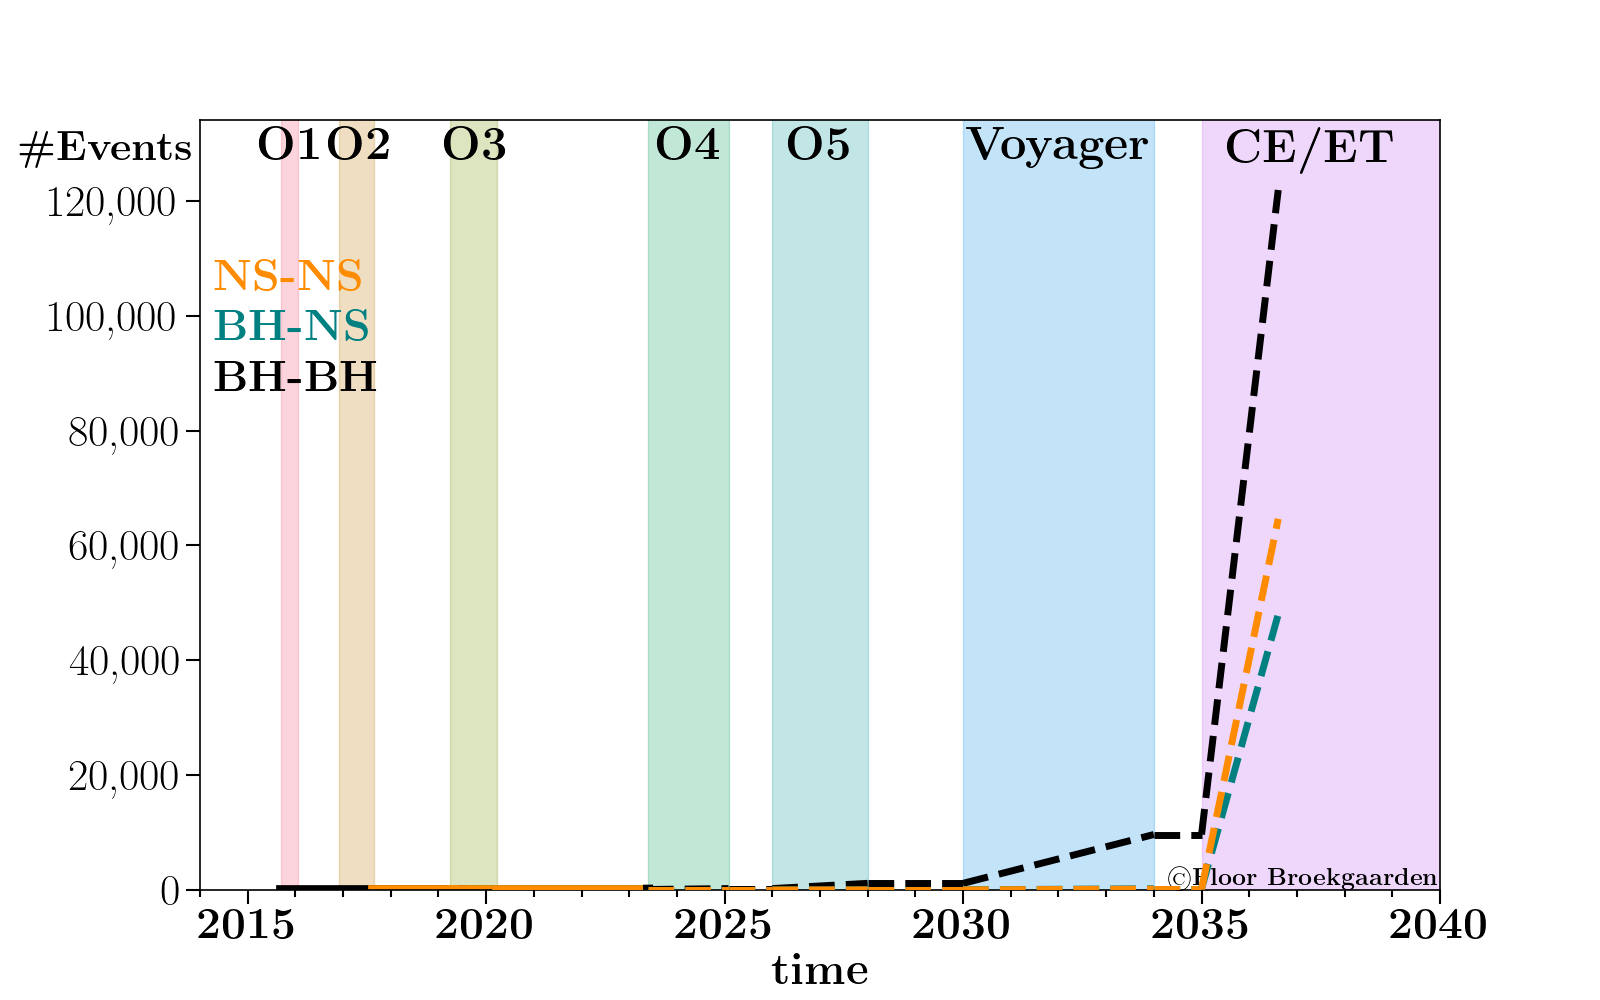 #Events O1 O2 O3 O4 O5 Voyager CE/ET
120,000
NS-NS
100,000
BH-NS
BH-BH
80,000
60,000
40,000
20,000
©Floor Broekgaarden
0
2015 2020 2025 2030 2035 2040
time